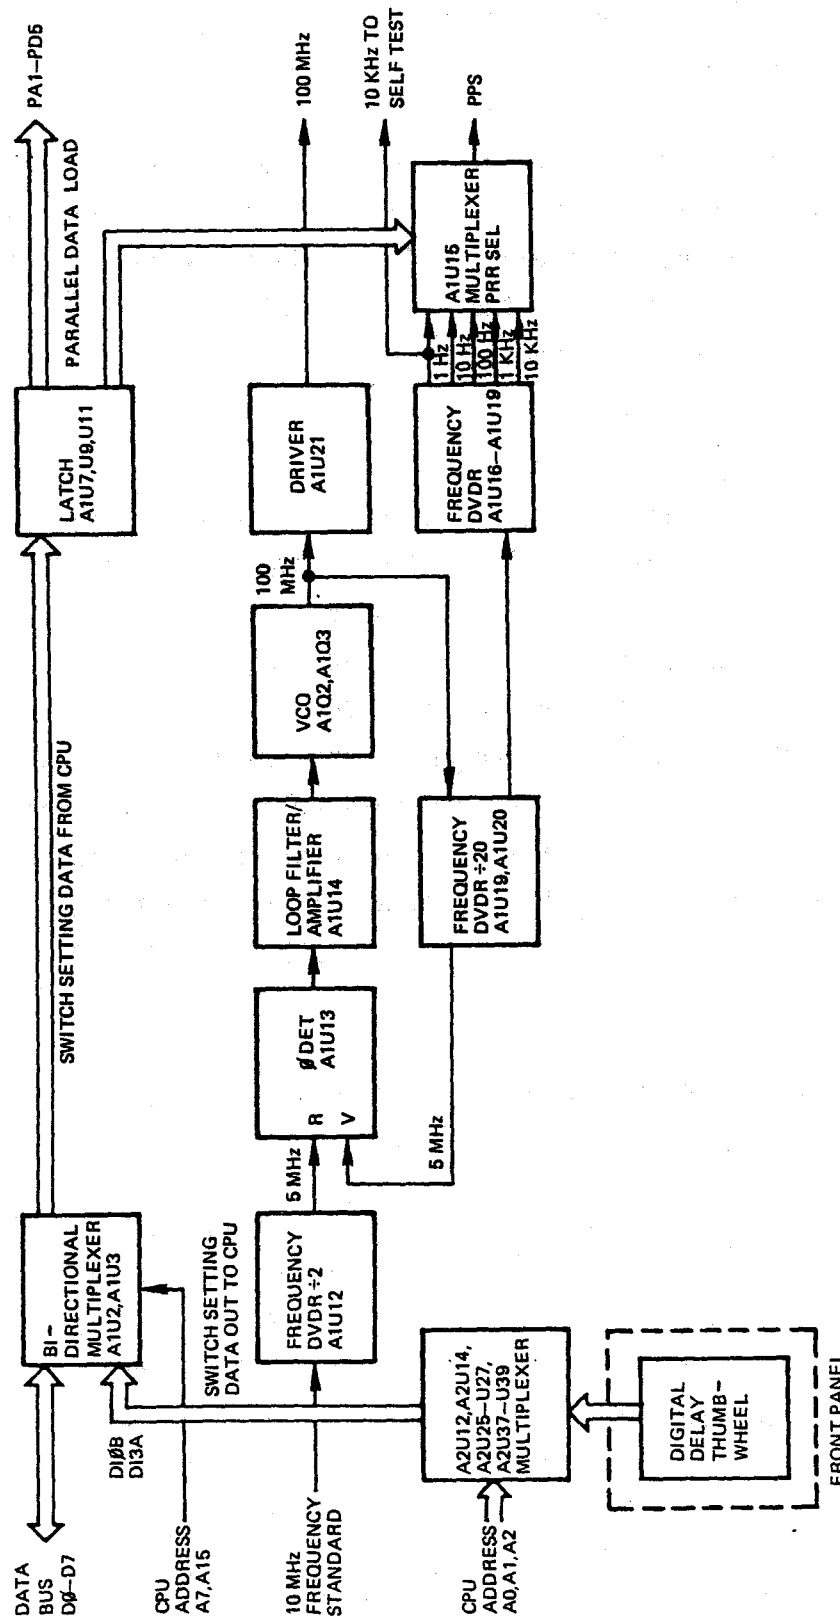 DATA
BUS
DØ–D7
CPU
ADDRESS
A7,A15
DIØB
DI3A
BI–
DIRECTIONAL
MULTIPLEXER
A1U2,A1U3
SWITCH SETTING DATA FROM CPU
LATCH
A1U7,U9,U11
PARALLEL DATA LOAD
PA1–PD5
SWITCH SETTING
DATA OUT TO CPU
10 MHz
FREQUENCY
STANDARD
FREQUENCY
DVDR ÷2
A1U12
5 MHz
R
V
ØDET
A1U13
LOOP FILTER/
AMPLIFIER
A1U14
VCO
A1Q2,A1Q3
100
MHz
DRIVER
A1U21
100 MHz
5 MHz
FREQUENCY
DVDR ÷20
A1U19,A1U20
FREQUENCY
DVDR
A1U16–A1U19
1 Hz
10 Hz
100 Hz
1 KHz
10 KHz
A1U15
MULTIPLEXER
PRR SEL
10 KHz TO
SELF TEST
PPS
CPU
ADDRESS
A0,A1,A2
A2U12,A2U14,
A2U25–U27,
A2U37–U39
MULTIPLEXER
DIGITAL
DELAY
THUMB–
WHEEL
FRONT PANEL